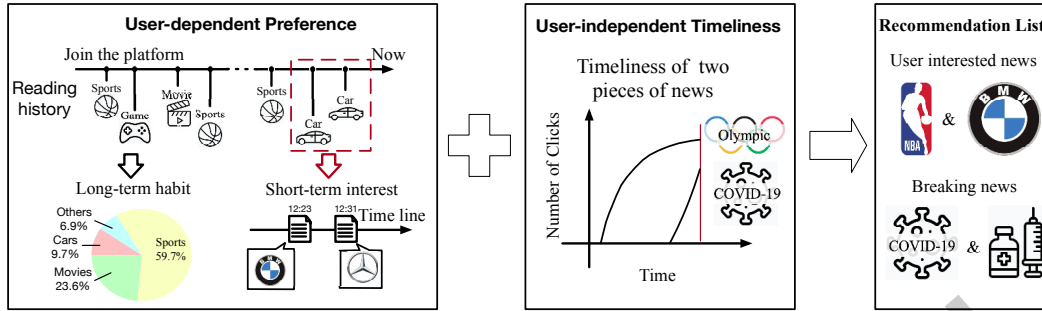 User-dependent Preference
Join the platform
Now
Reading
history
Sports
Game
Movie
Sports
Sports
Car
Car
Long-term habit
Short-term interest
Others
6.9%
Cars
9.7%
Movies
23.6%
Sports
59.7%
12:23
12:31
Time line
BMW
User-independent Timeliness
Timeliness of two
pieces of news
Number of Clicks
Olympic
COVID-19
Time
Recommendation List
User interested news
NBA
&
BMW
Breaking news
COVID-19
&